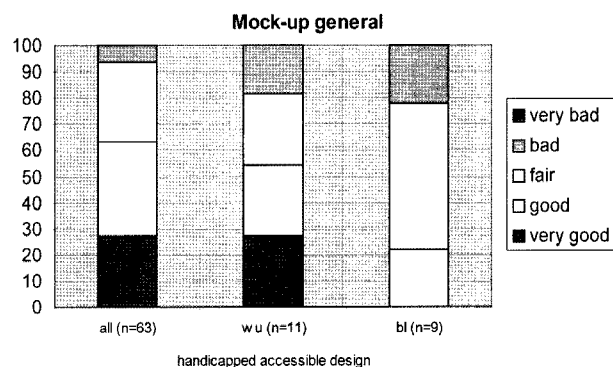 Mock-up general
100
90
80
70
60
50
40
30
20
10
0
all (n=63)
wu (n=11)
bl (n=9)
handicapped accessible design
very bad
bad
fair
good
very good